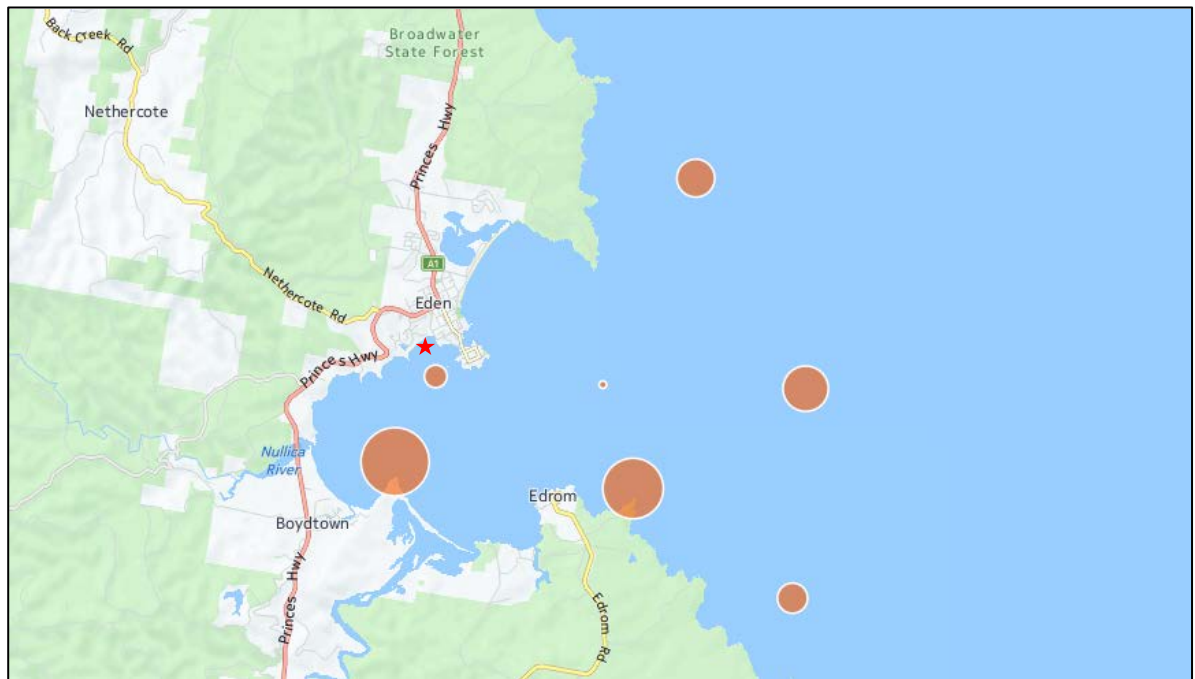 Back Creek Rd
Broadwater
State Forest
Nethercote
Princes Hwy
A1
Nethercote Rd
Eden
Princes Hwy
Nullica
River
Edrom
Boydtown
Princes Hwy
Edrom Rd